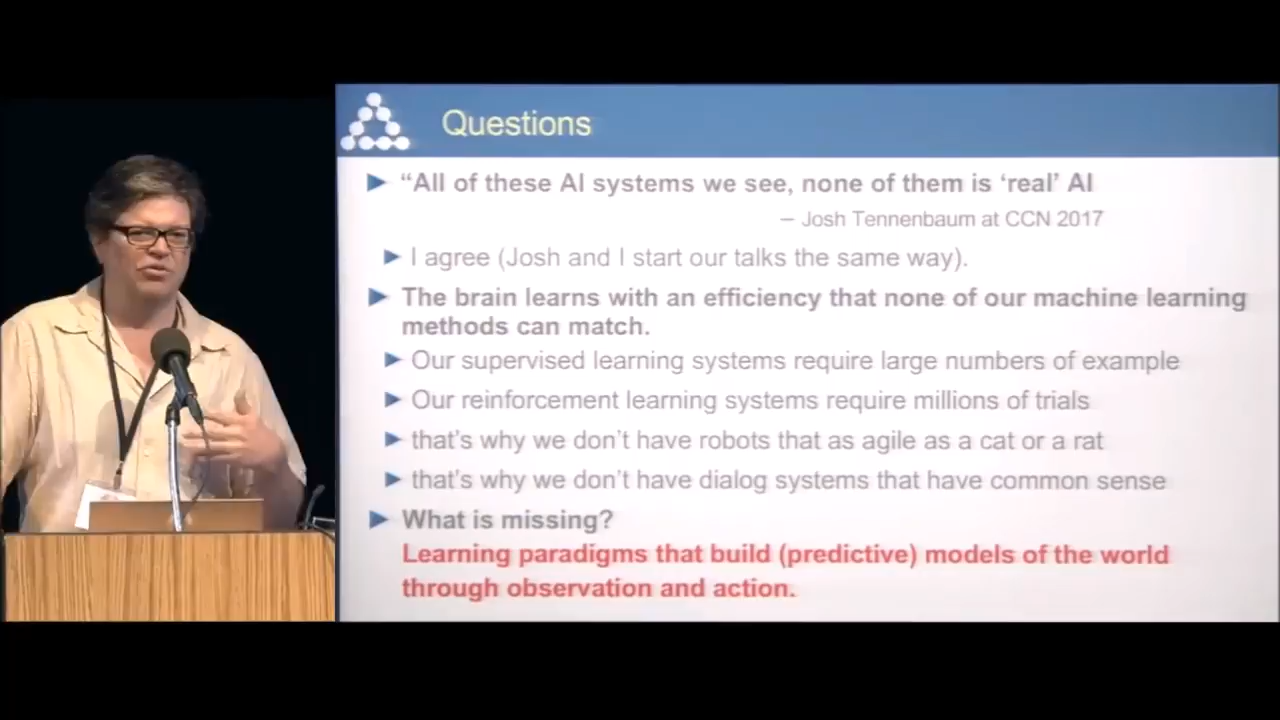 Questions
“All of these AI systems we see, none of them is ‘real’ AI
– Josh Tennenbaum at CCN 2017
I agree (Josh and I start our talks the same way).
The brain learns with an efficiency that none of our machine learning
methods can match.
Our supervised learning systems require large numbers of example
Our reinforcement learning systems require millions of trials
that’s why we don’t have robots that as agile as a cat or a rat
that’s why we don’t have dialog systems that have common sense
What is missing?
Learning paradigms that build (predictive) models of the world
through observation and action.